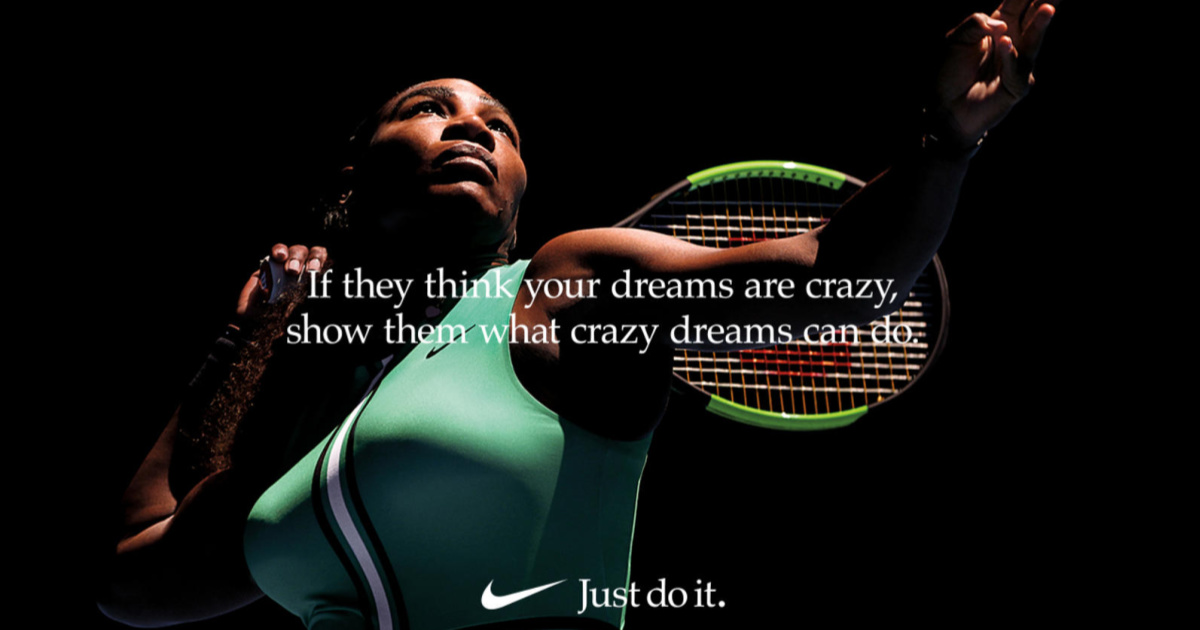 If they think your dreams are crazy,
show them what crazy dreams can do.
Just do it.